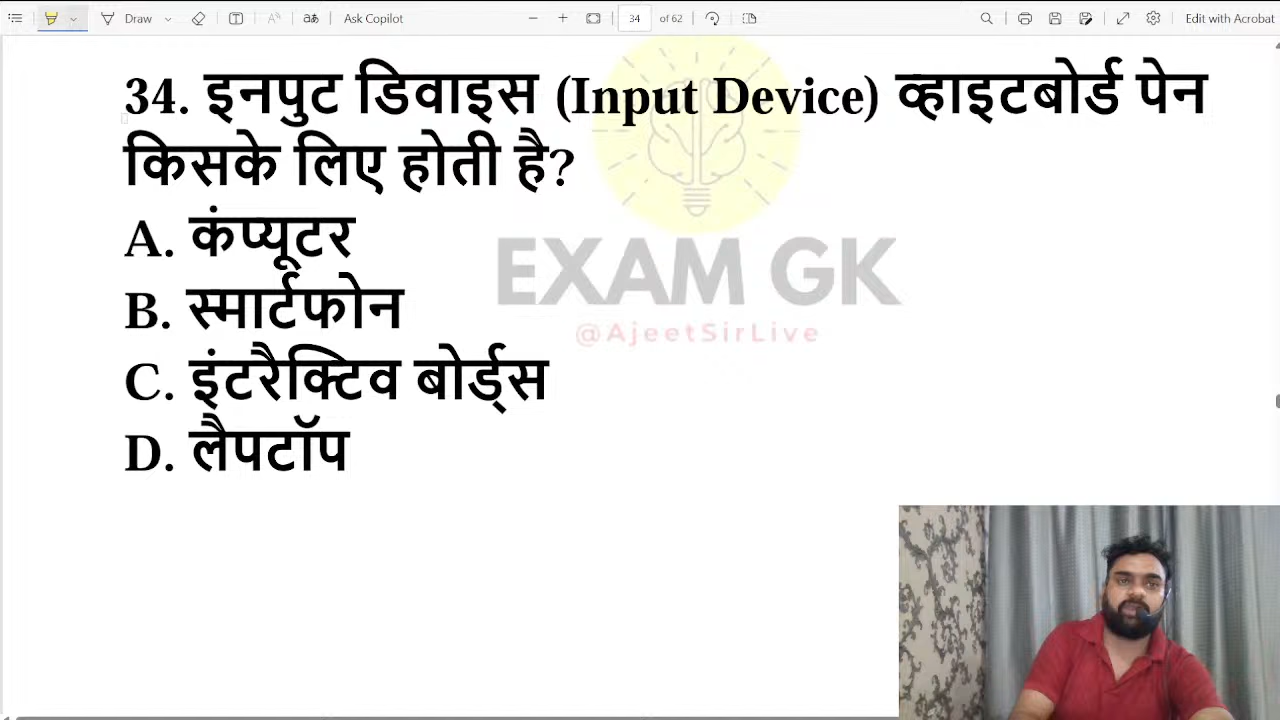 Draw
Ask Copilot
34 of 62
Edit with Acrobat
34. इनपुट डिवाइस (Input Device) व्हाइटबोर्ड पेन
किसके लिए होती है?
A. कंप्यूटर
B. स्मार्टफोन
C. इंटरैक्टिव बोर्ड्स
D. लैपटॉप
EXAM GK
@AjeetSirLive